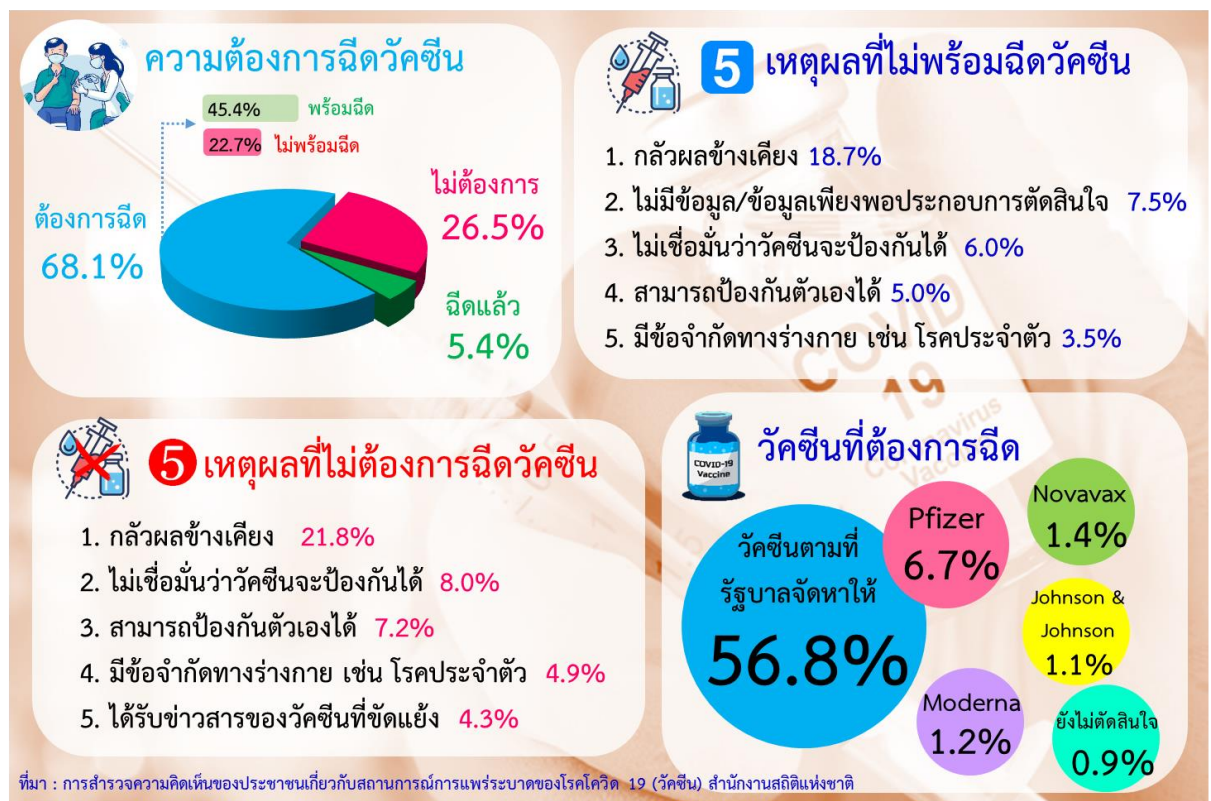 ความต้องการฉีดวัคซีน
45.4% พร้อมฉีด
22.7% ไม่พร้อมฉีด
ต้องการฉีด
68.1%
ไม่ต้องการ
26.5%
ฉีดแล้ว
5.4%
5 เหตุผลที่ไม่พร้อมฉีดวัคซีน
1. กลัวผลข้างเคียง 18.7%
2. ไม่มีข้อมูล/ข้อมูลเพียงพอประกอบการตัดสินใจ 7.5%
3. ไม่เชื่อมั่นว่าวัคซีนจะป้องกันได้ 6.0%
4. สามารถป้องกันตัวเองได้ 5.0%
5. มีข้อจำกัดทางร่างกาย เช่น โรคประจำตัว 3.5%
COVID
19
Coronavirus
Vaccine
5 เหตุผลที่ไม่ต้องการฉีดวัคซีน
1. กลัวผลข้างเคียง 21.8%
2. ไม่เชื่อมั่นว่าวัคซีนจะป้องกันได้ 8.0%
3. สามารถป้องกันตัวเองได้ 7.2%
4. มีข้อจำกัดทางร่างกาย เช่น โรคประจำตัว 4.9%
5. ได้รับข่าวสารของวัคซีนที่ขัดแย้ง 4.3%
COVID-19
Vaccine
วัคซีนที่ต้องการฉีด
วัคซีนตามที่
รัฐบาลจัดหาให้
56.8%
Pfizer
6.7%
Novavax
1.4%
Johnson &
Johnson
1.1%
Moderna
1.2%
ยังไม่ตัดสินใจ
0.9%
ที่มา : การสำรวจความคิดเห็นของประชาชนเกี่ยวกับสถานการณ์การแพร่ระบาดของโรคโควิด 19 (วัคซีน) สำนักงานสถิติแห่งชาติ